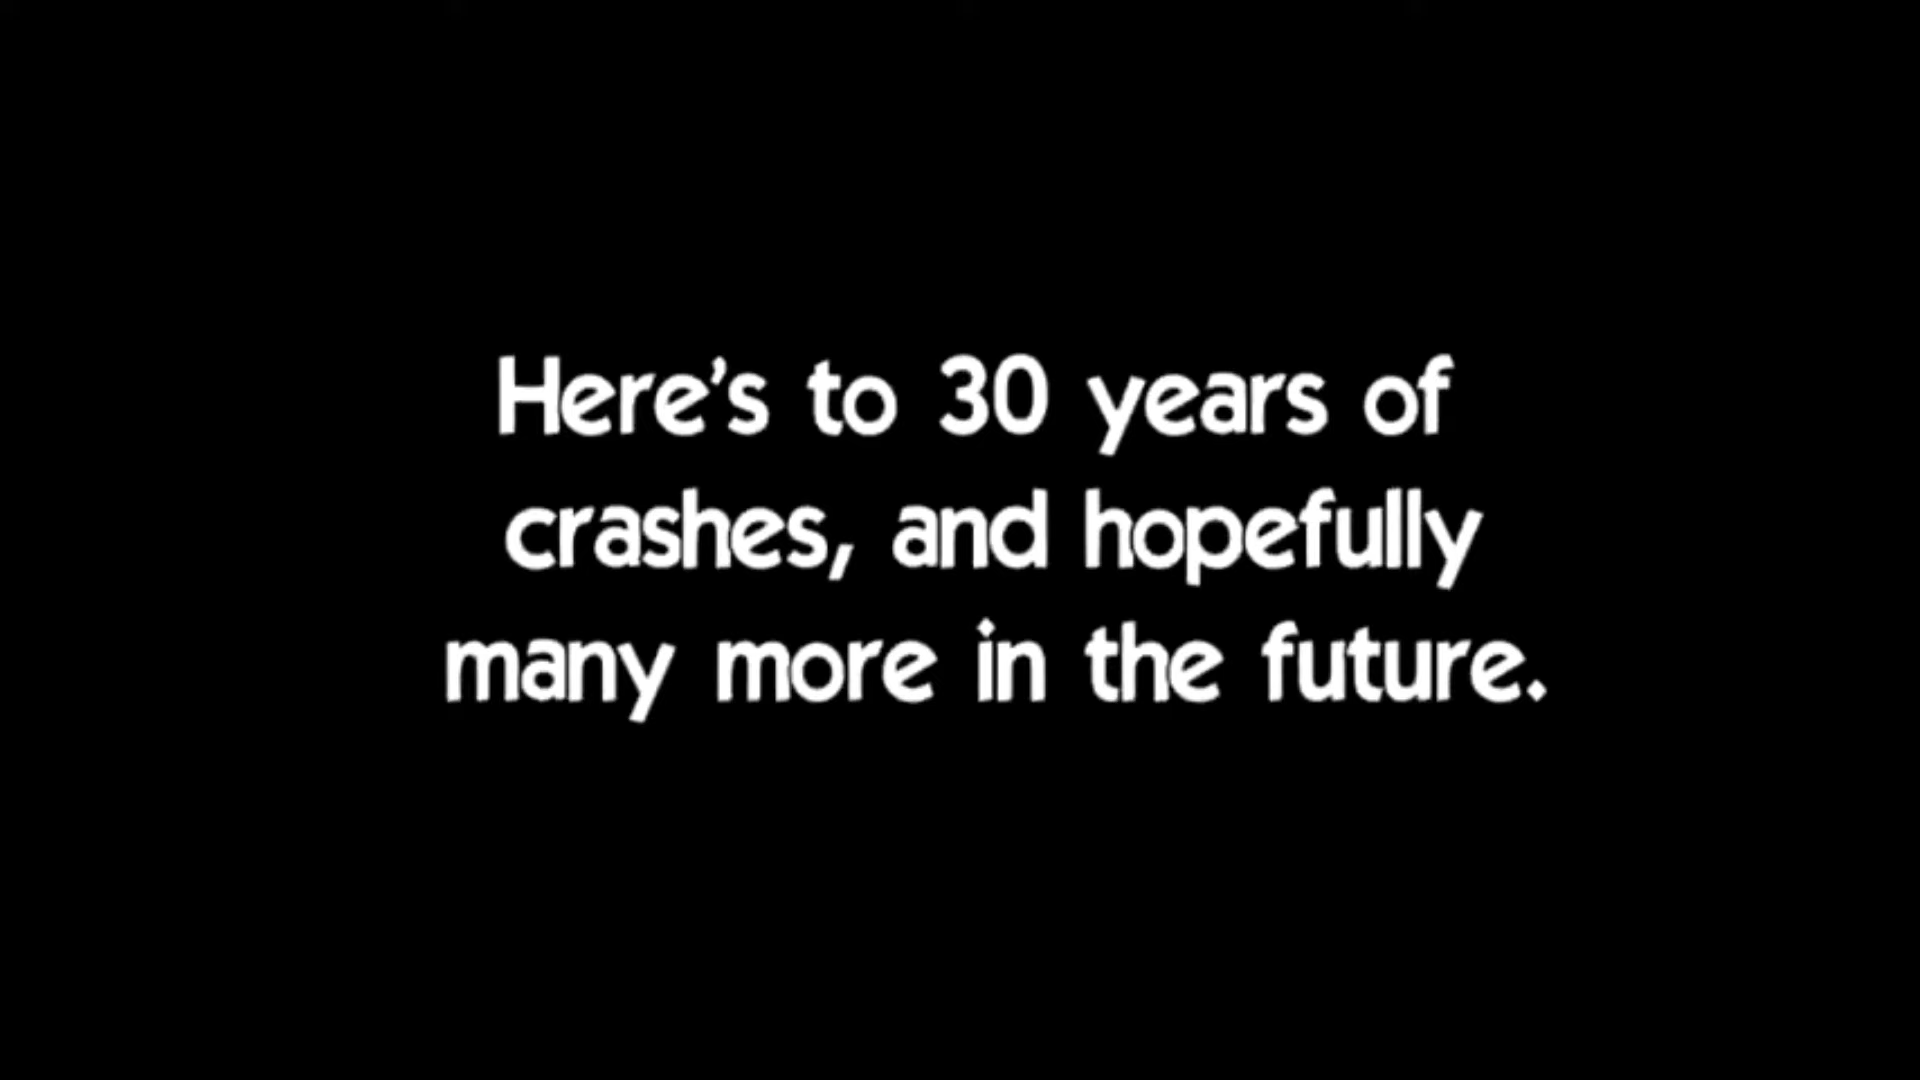 Here's to 30 years of
crashes, and hopefully
many more in the future.